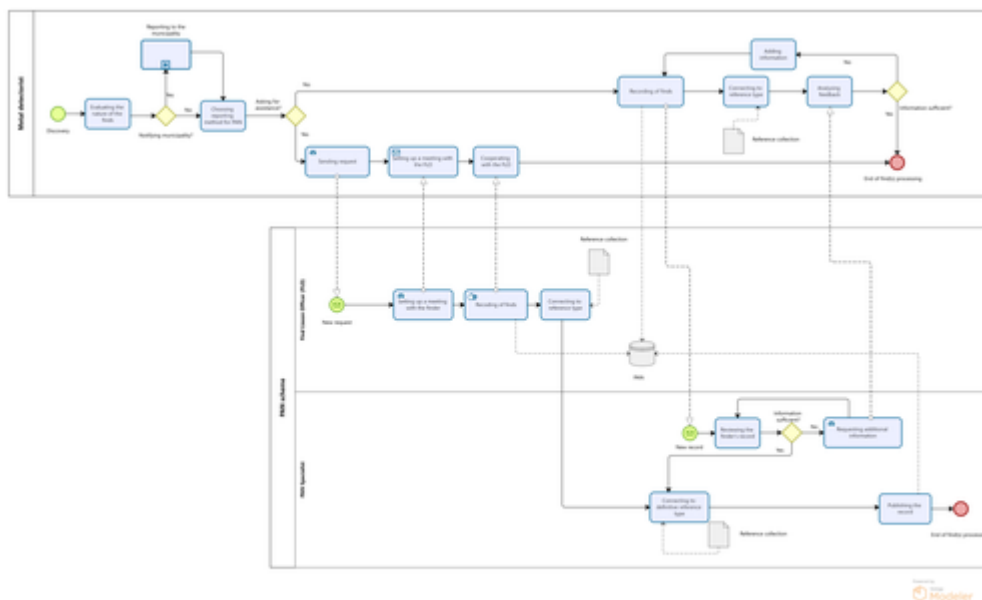 Metal detectorist
Reporting to the
municipality
Discovery
Evaluating the
nature of the
finds
Yes
Notifying municipality?
No
Choosing
reporting
method for PAN
Asking for
assistance?
No
Yes
Sending request
Setting up a meeting with
the FLO
Cooperating
with the FLO
Recording of finds
Adding
information
Connecting to
reference type
Analysing
feedback
No
Information sufficient?
Yes
Reference collection
End of find(s) processing
PAN scheme
Find Liaison Officer (FLO)
New request
Setting up a meeting
with the finder
Recording of finds
Connecting to
reference type
Reference collection
PAN
PAN Specialist
New record
Reviewing the
finder's record
Information
sufficient?
No
Yes
Requesting additional
information
Connecting to
definitive reference
type
Reference collection
Publishing the
record
Modeler